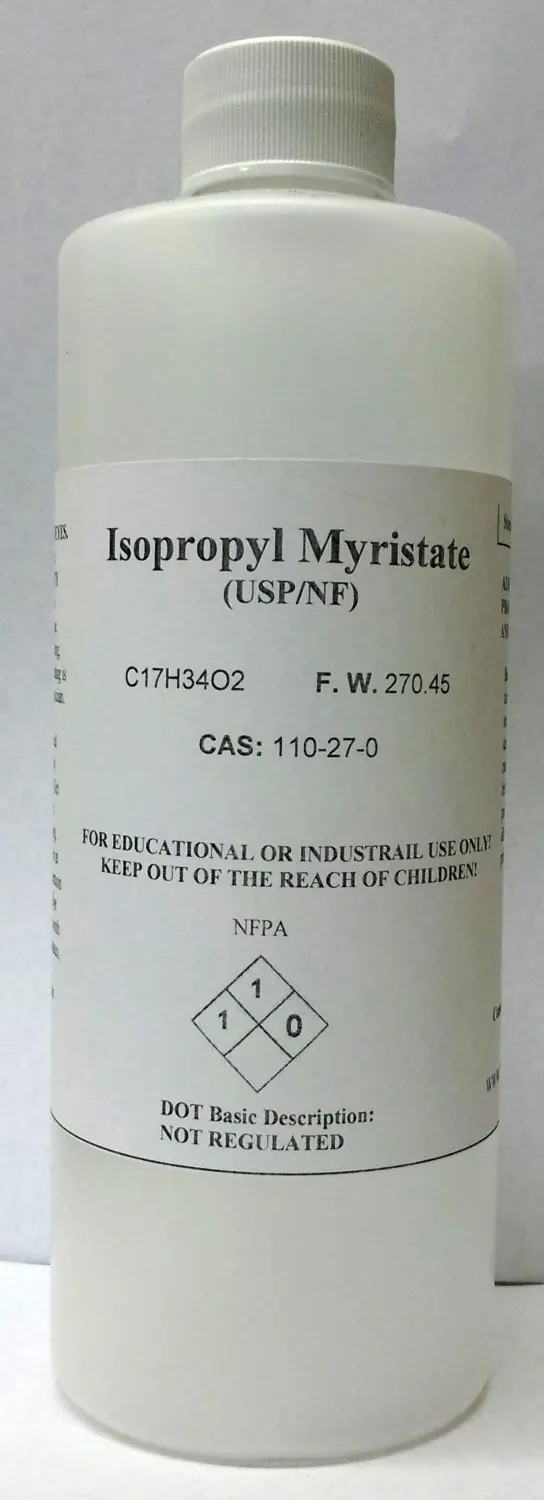 Isopropyl Myristate
(USP/NF)
C17H34O2 F. W. 270.45
CAS: 110-27-0
FOR EDUCATIONAL OR INDUSTRAIL USE ONLY!
KEEP OUT OF THE REACH OF CHILDREN!
NFPA
1
1 0
DOT Basic Description:
NOT REGULATED